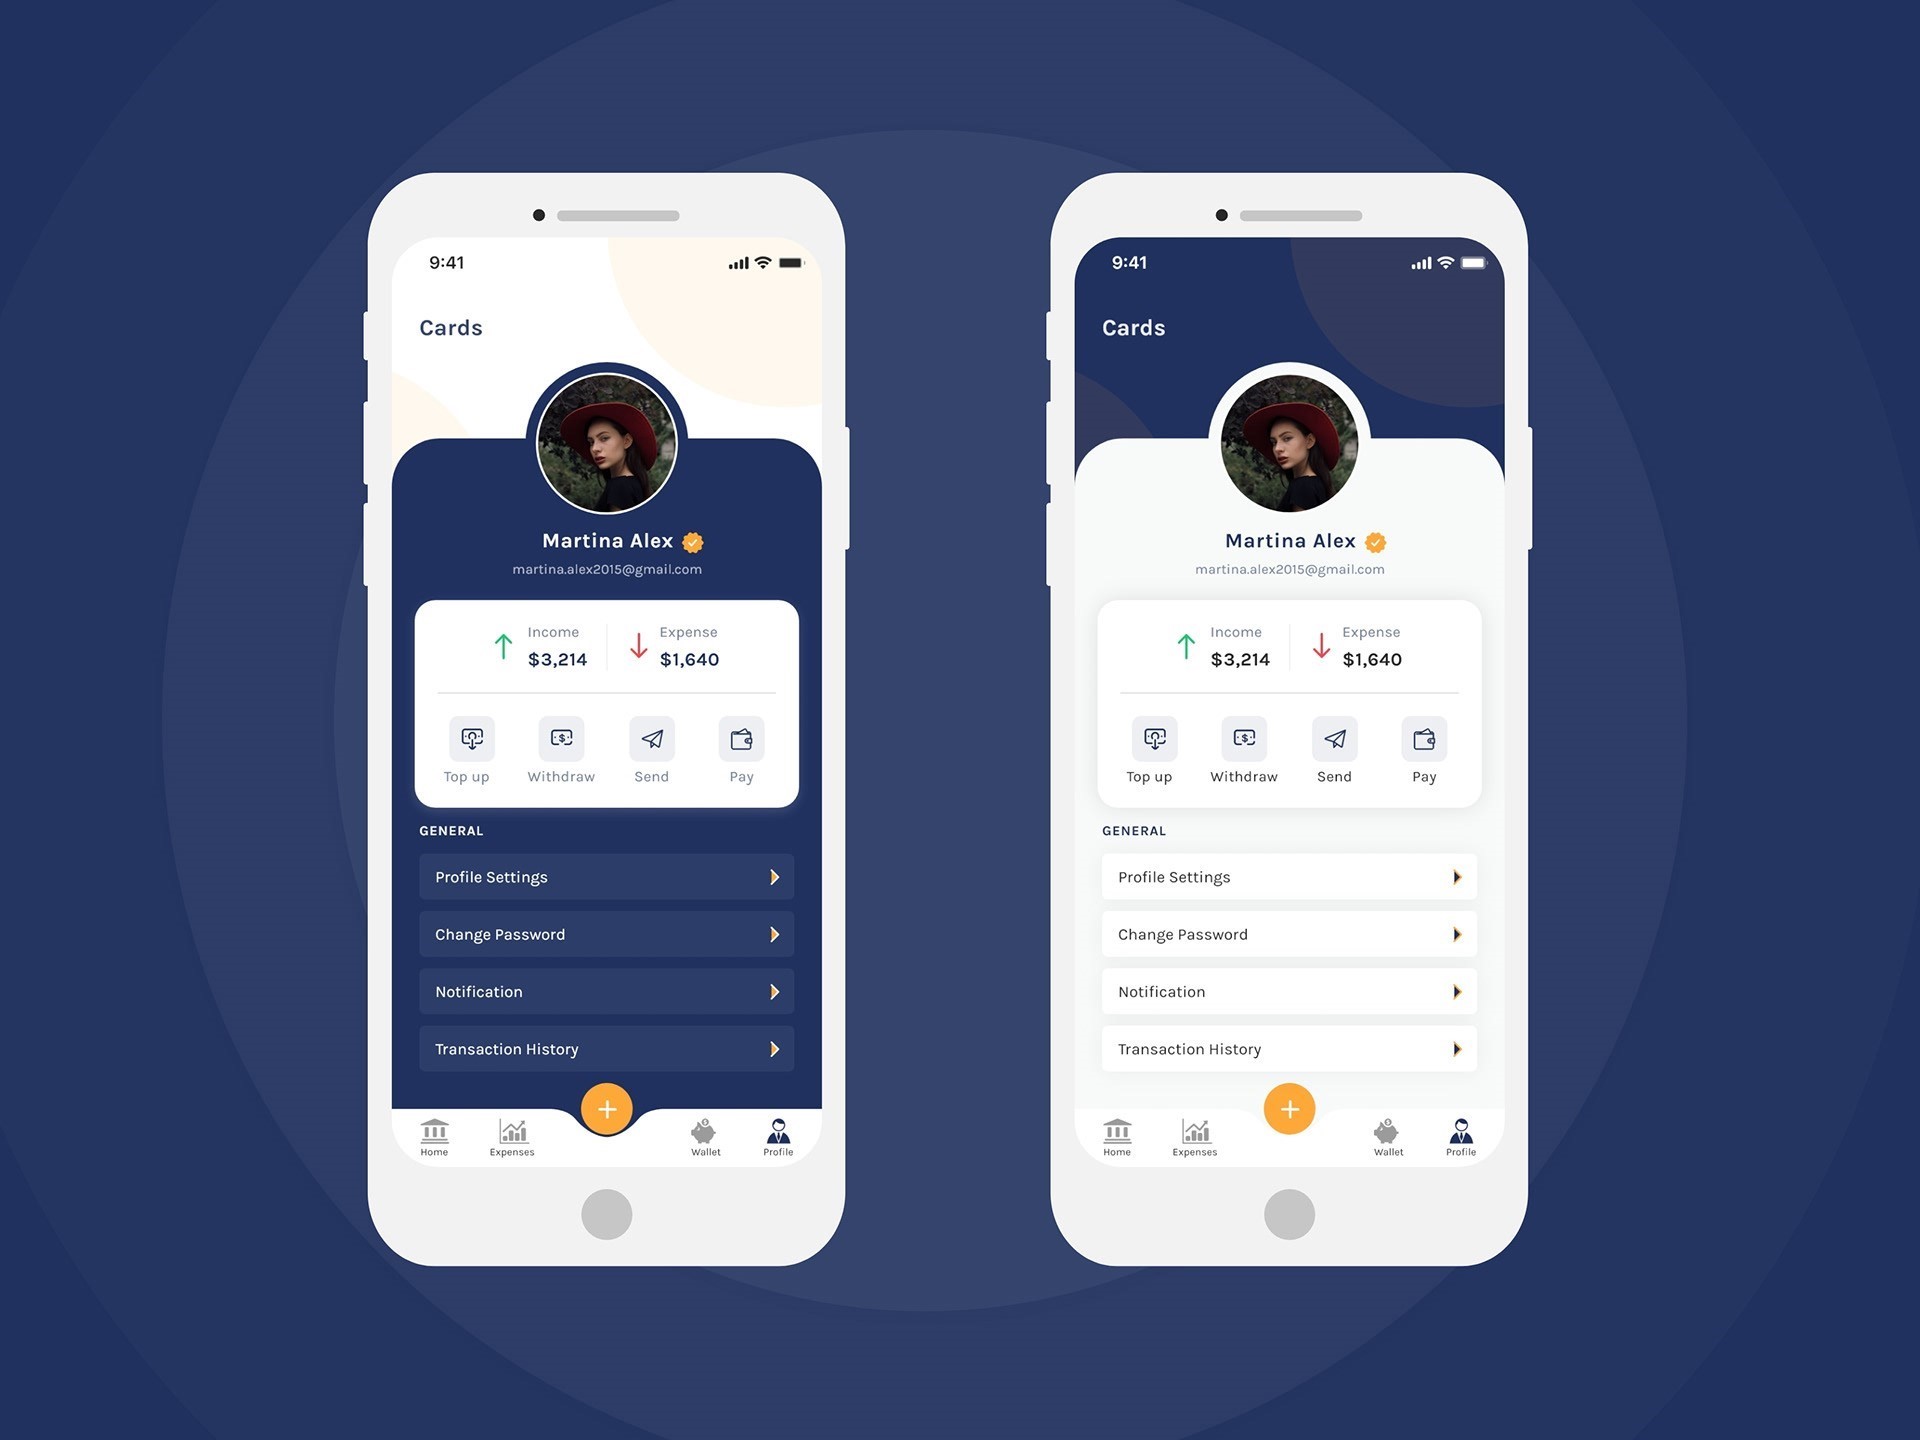 9:41
Cards
Martina Alex
martina.alex2015@gmail.com
Income Expense
$3,214 $1,640
Top up Withdraw Send Pay
GENERAL
Profile Settings
Change Password
Notification
Transaction History
Home Expenses Wallet Profile
9:41
Cards
Martina Alex
martina.alex2015@gmail.com
Income Expense
$3,214 $1,640
Top up Withdraw Send Pay
GENERAL
Profile Settings
Change Password
Notification
Transaction History
Home Expenses Wallet Profile